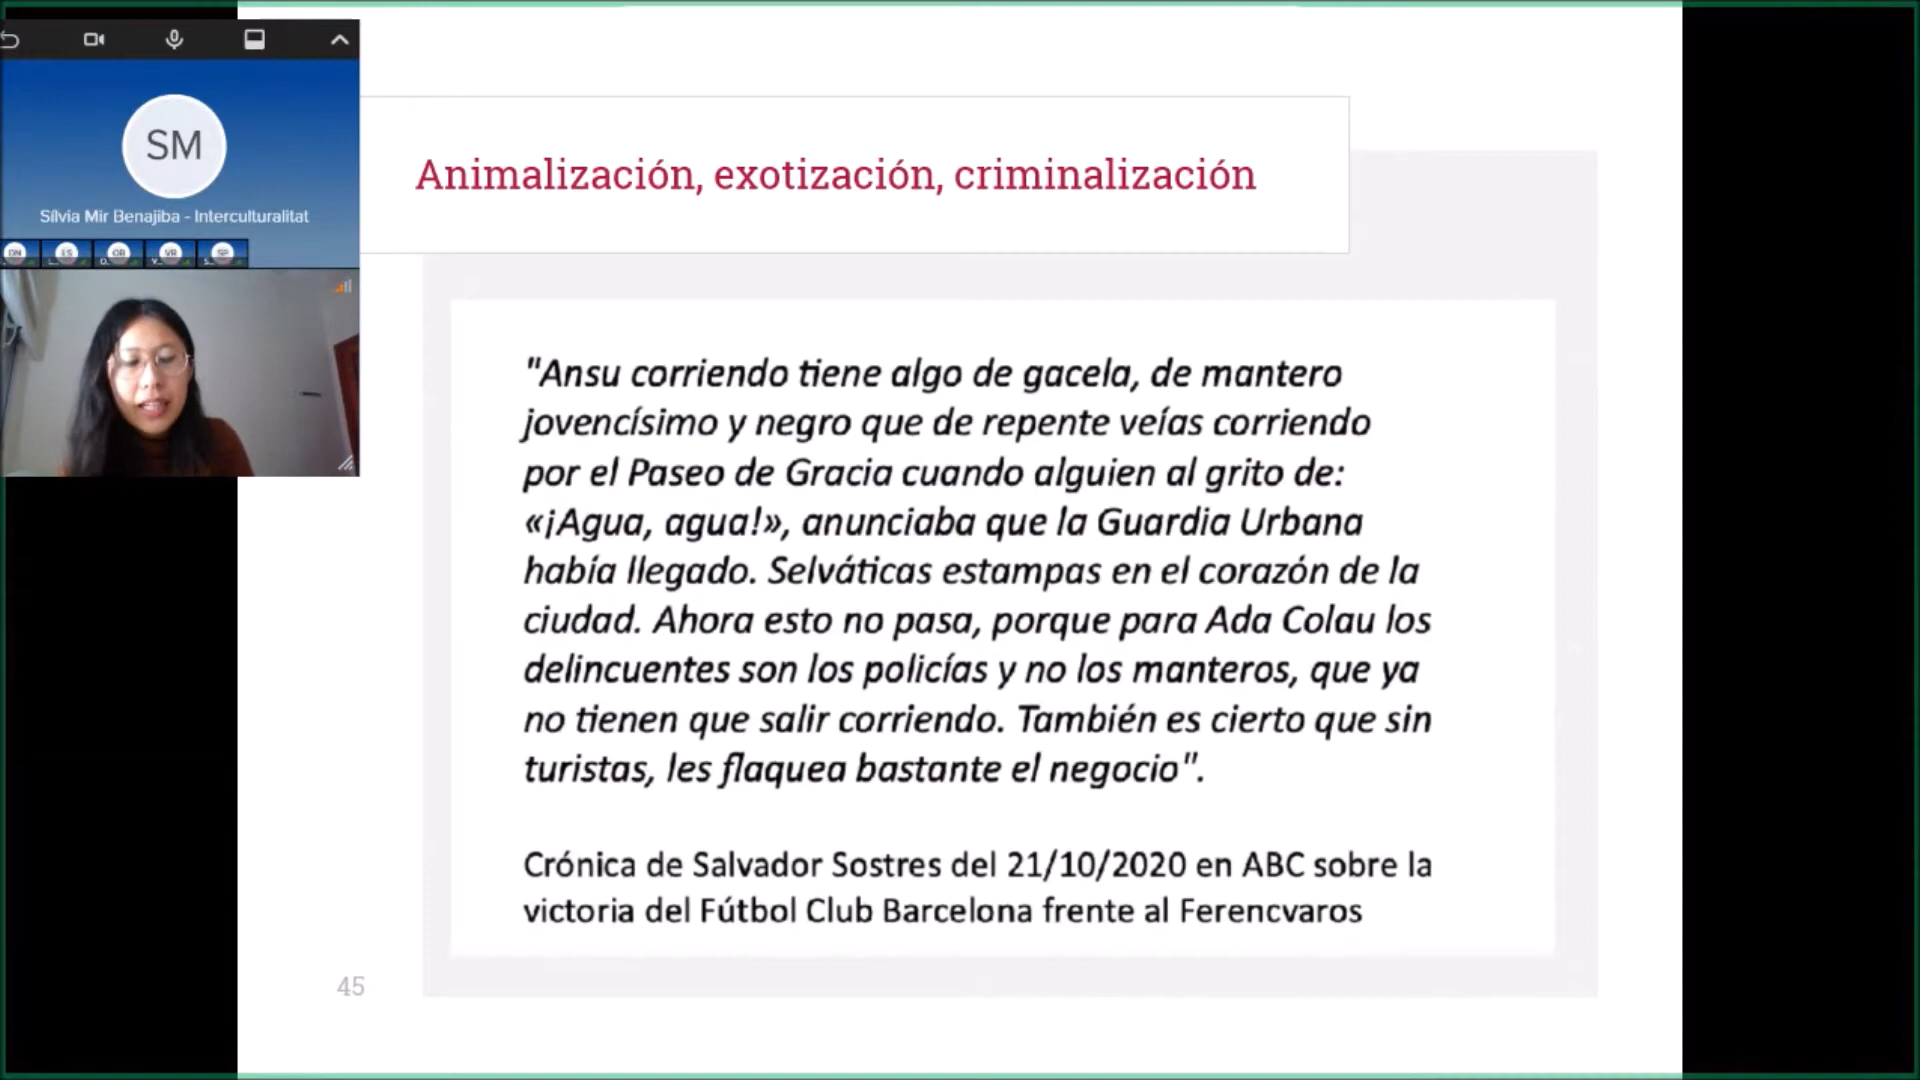 SM
Sílvia Mir Benajiba - Interculturalitat
DN
LS
OB
VR
SP
Animalización, exotización, criminalización
"Ansu corriendo tiene algo de gacela, de mantero
jovencísimo y negro que de repente veías corriendo
por el Paseo de Gracia cuando alguien al grito de:
«¡Agua, agua!», anunciaba que la Guardia Urbana
había llegado. Selváticas estampas en el corazón de la
ciudad. Ahora esto no pasa, porque para Ada Colau los
delincuentes son los policías y no los manteros, que ya
no tienen que salir corriendo. También es cierto que sin
turistas, les flaquea bastante el negocio".
Crónica de Salvador Sostres del 21/10/2020 en ABC sobre la
victoria del Fútbol Club Barcelona frente al Ferencvaros
45